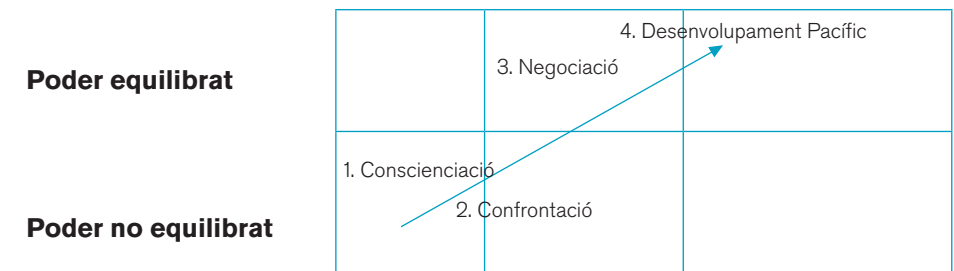 4. Desenvolupament Pacífic
3. Negociació
Poder equilibrat
1. Conscienciació
2. Confrontació
Poder no equilibrat